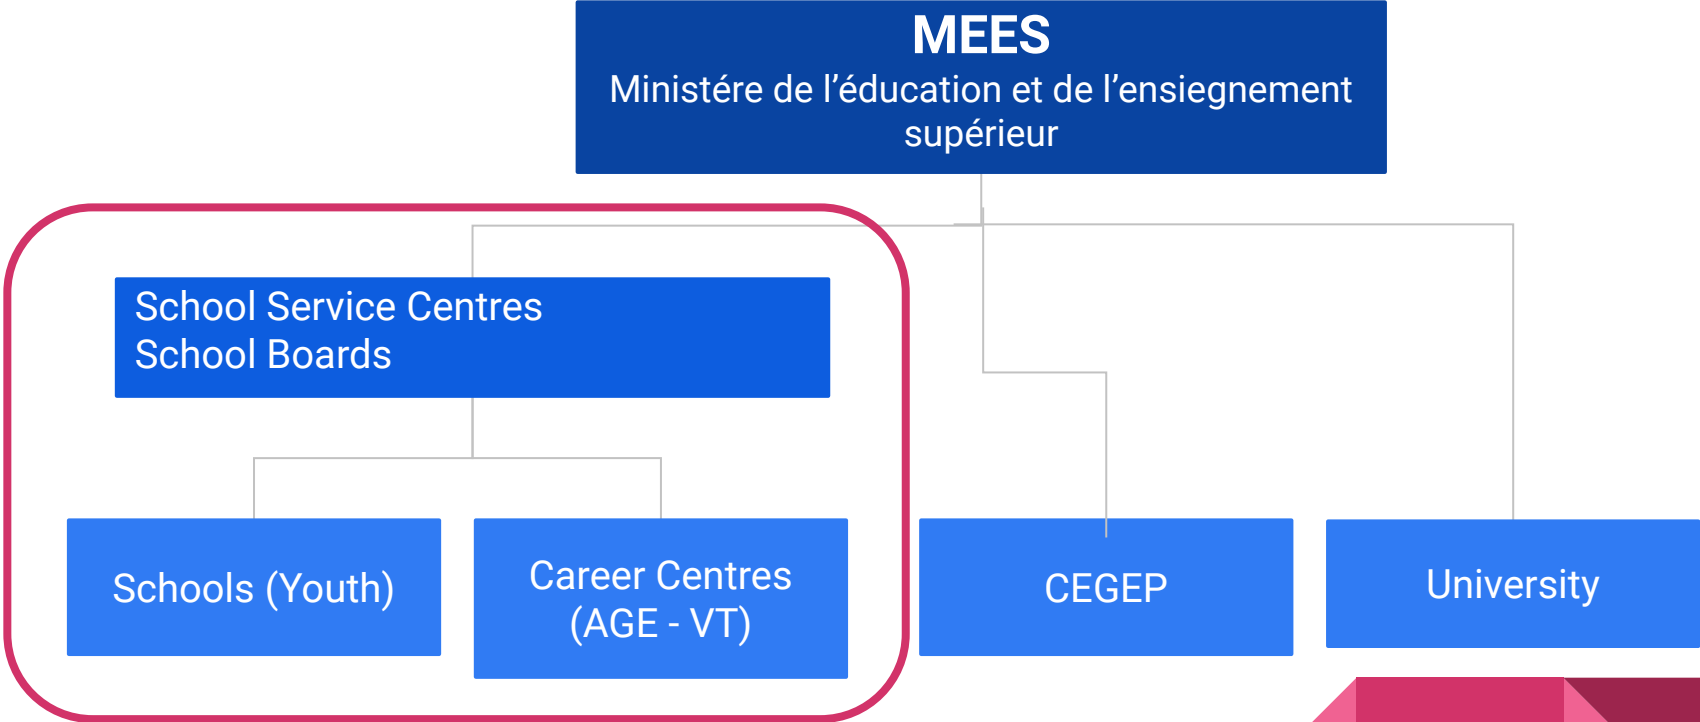 MEES
Ministére de l’éducation et de l’ensiegnement
supérieur
School Service Centres
School Boards
Schools (Youth)
Career Centres
(AGE - VT)
CEGEP
University